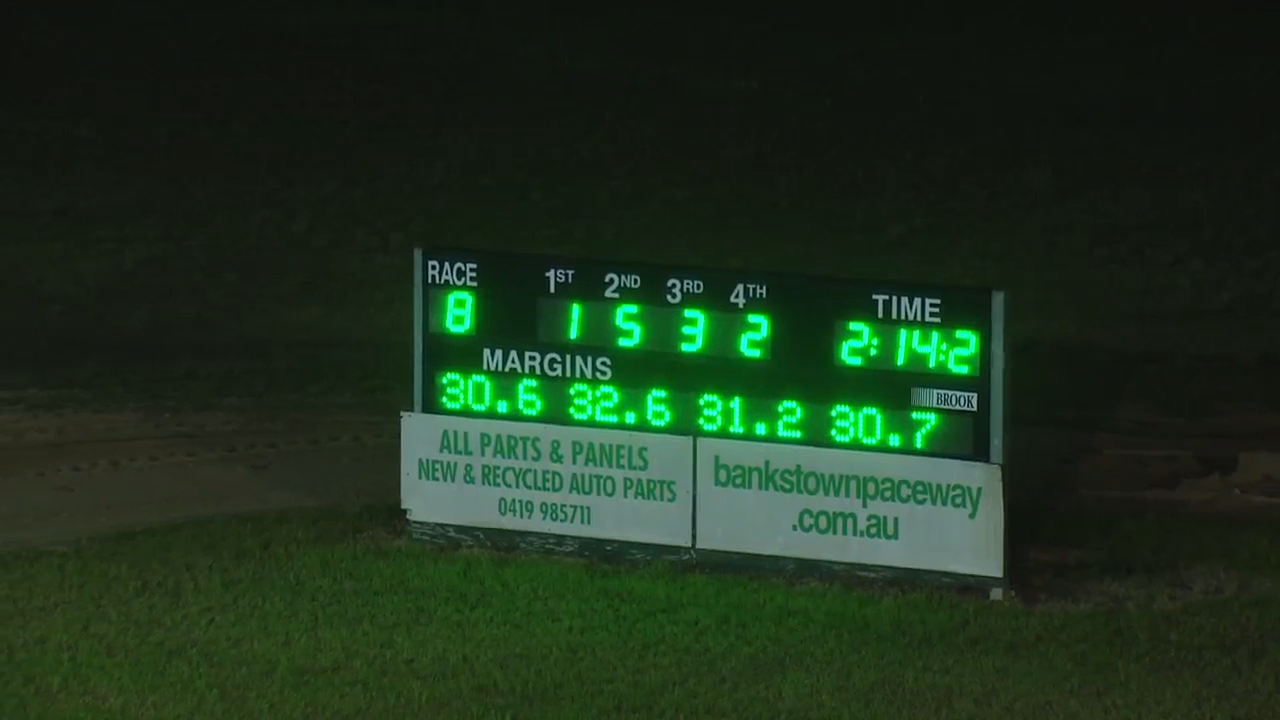 RACE 1ST 2ND 3RD 4TH TIME
8 1 5 3 2 2:14:2
MARGINS
BROOK
30.6 32.6 31.2 30.7
ALL PARTS & PANELS
NEW & RECYCLED AUTO PARTS
0419 985711
bankstownpaceway
.com.au